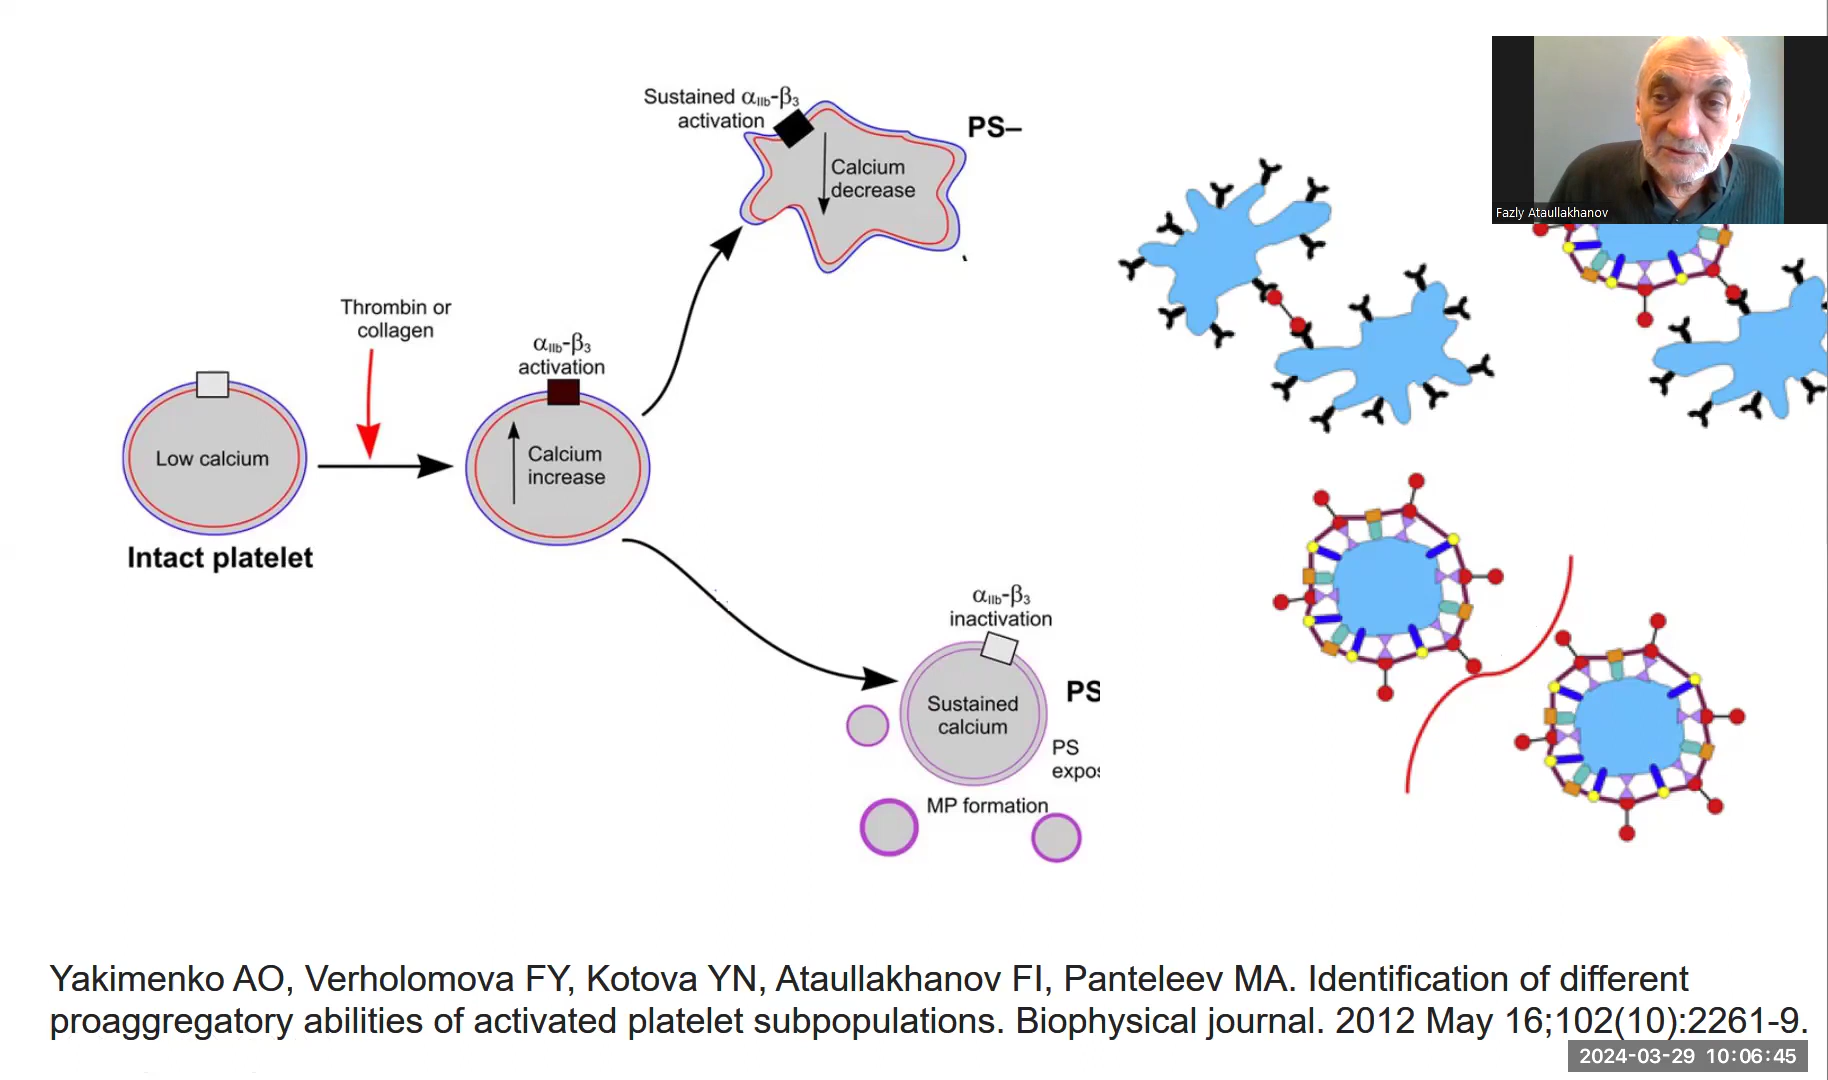 Sustained αIIb-β3
activation
PS–
Calcium
decrease
Fazly Ataullakhanov
Thrombin or
collagen
αIIb-β3
activation
Low calcium
Calcium
increase
Intact platelet
αIIb-β3
inactivation
Sustained
calcium
PS
PS
expos
MP formation
Yakimenko AO, Verholomova FY, Kotova YN, Ataullakhanov FI, Panteleev MA. Identification of different
proaggregatory abilities of activated platelet subpopulations. Biophysical journal. 2012 May 16;102(10):2261-9.
2024-03-29 10:06:45